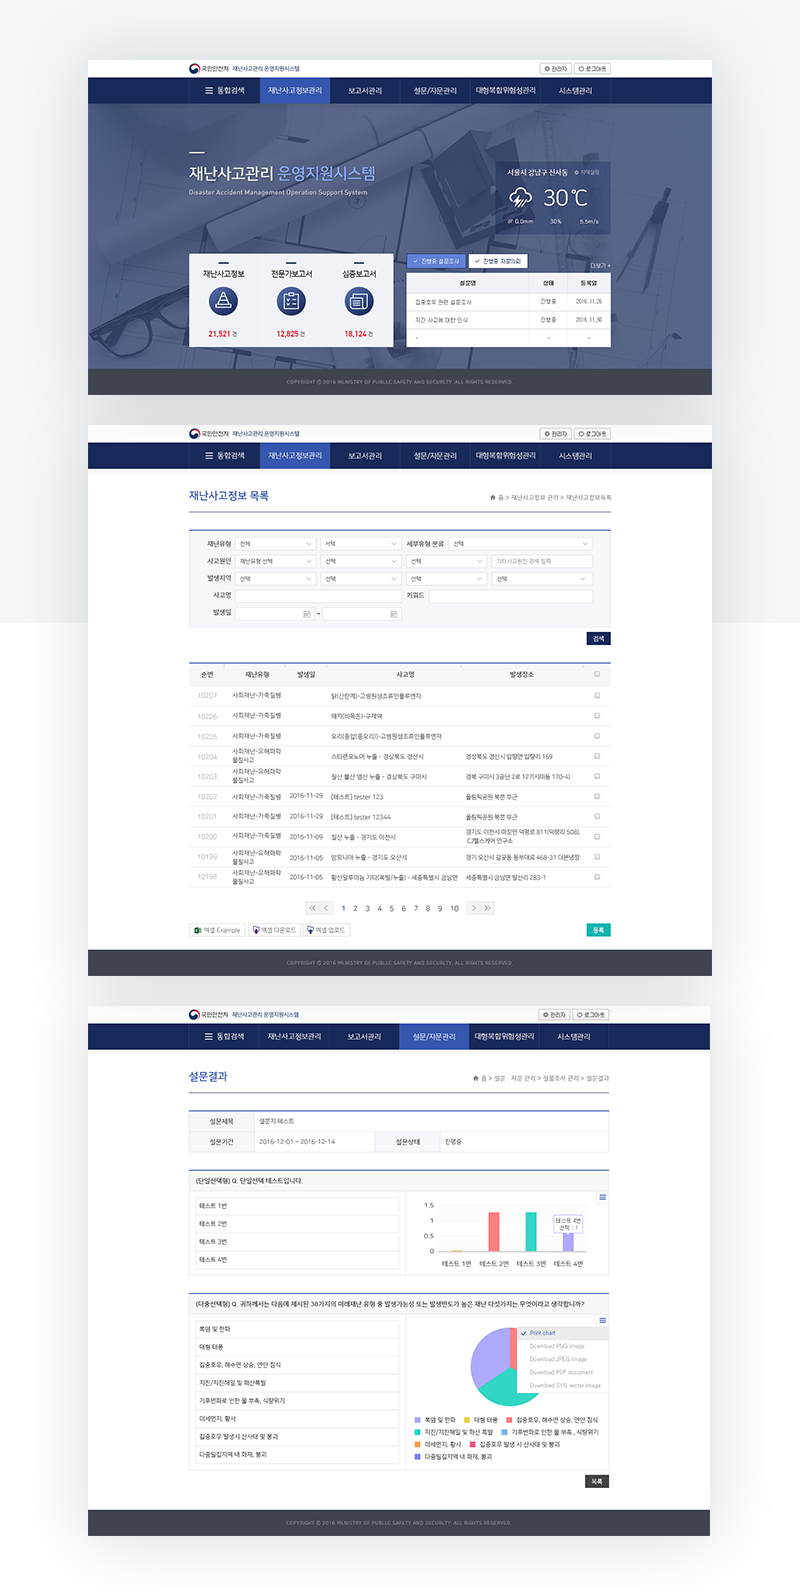 국민안전처 재난사고관리 운영지원시스템
관리자 로그아웃
통합검색 재난사고정보관리 보고서관리 설문/자문관리 대형복합위험성관리 시스템관리
재난사고관리 운영지원시스템
Disaster Accident Management Operation Support System
서울시 강남구 신사동 지역설정
30℃
0.0mm 30% 5.5m/s
재난사고정보 전문가보고서 심층보고서
21,521 건 12,825 건 18,124 건
진행중 설문조사 진행중 자문의뢰 더보기 +
설문명 상태 등록일
집중호우 관련 설문조사 진행중 2016.11.26
지진 사고에 대한 인식 진행중 2016.11.30
- - -
COPYRIGHT ⓒ 2016 MLNISTRY OF PUBLLC SAFETY AND SECURLTY. ALL RIGHTS RESERVED.
국민안전처 재난사고관리 운영지원시스템
관리자 로그아웃
통합검색 재난사고정보관리 보고서관리 설문/자문관리 대형복합위험성관리 시스템관리
재난사고정보 목록
홈 > 재난사고정보 관리 > 재난사고정보목록
재난유형 전체 서택 세부유형 분류 선택
사고원인 재난유형 선택 선택 선택 기타사고원인 검색 입력
발생지역 선택 선택 선택 선택
사고명 키워드
발생일 ~
검색
순번 재난유형 발생일 사고명 발생장소
10207 사회재난-가축질병 닭(산란계)-고병원성조류인플루엔자
10206 사회재난-가축질병 돼지(비육돈)-구제역
10205 사회재난-가축질병 오리(종압(종오리))-고병원성조류인플루엔자
10204 사회재난-유해화학물질사고 스티렌모노머 누출 - 경상북도 경산시 경상북도 경산시 압량면 압량리 169
10203 사회재난-유해화학물질사고 질산 불산 염산 누출 - 경상북도 구미시 경북 구미시 3공단 2로 127(시미동 170-4)
10202 사회재난-가축질병 2016-11-29 [테스트] tester 123 올림픽공원 북문 부근
10201 사회재난-가축질병 2016-11-29 [테스트] tester 12344 올림픽공원 북문 부근
10200 사회재난-가축질병 2016-11-09 질산 누출 - 경기도 이천시 경기도 이천시 마장면 덕평로 811(덕평리 508), CJ헬스케어 연구소
10199 사회재난-유해화학물질사고 2016-11-05 암모니아 누출 - 경기도 오산시 경기 오산시 갈곶동 동부대로 468-31 더본냉장
10198 사회재난-유해화학물질사고 2016-11-05 황산알루미늄 기타(폭발/누출) - 세종특별시 금남면 세종특별시 금남면 발산리 283-1
1 2 3 4 5 6 7 8 9 10
엑셀 Example 엑셀 다운로드 엑셀 업로드 등록
COPYRIGHT ⓒ 2016 MLNISTRY OF PUBLLC SAFETY AND SECURLTY. ALL RIGHTS RESERVED.
국민안전처 재난사고관리 운영지원시스템
관리자 로그아웃
통합검색 재난사고정보관리 보고서관리 설문/자문관리 대형복합위험성관리 시스템관리
설문결과
홈 > 설문 · 자문 관리 > 설물조사 관리 > 설문결과
설문제목 설문지 테스트
설문기간 2016-12-01 ~ 2016-12-14 설문상태 진행중
(단일선택형) Q. 단일선택 테스트입니다.
테스트 1번
테스트 2번
테스트 3번
테스트 4번
1.5
1
0.5
0
테스트 4번
선택 : 1
테스트 1번 테스트 2번 테스트 3번 테스트 4번
(다중선택형) Q. 귀하께서는 다음에 제시된 38가지의 미래재난 유형 중 발생가능성 또는 발생빈도가 높은 재난 다섯가지는 무엇이라고 생각합니까?
폭염 및 한파
대형 태풍
집중호우, 해수면 상승, 연안 침식
지진/지진해일 및 화산폭발
기후변화로 인한 물 부족, 식량위기
미세먼지, 황사
집중호우 발생시 산사태 및 붕괴
다중밀집지역 내 화재, 붕괴
Print chart
Download PNG image
Download JPEG image
Download PDF document
Download SVG vector image
폭염 및 한파 대형 태풍 집중호우, 해수면 상승, 연안 침식
지진/지진해일 및 화산 폭발 기후변화로 인한 물 부족, 식량위기
미세먼지, 황사 집중호우 발생 시 산사태 및 붕괴
다중밀집지역 내 화재, 붕괴
목록
COPYRIGHT ⓒ 2016 MLNISTRY OF PUBLLC SAFETY AND SECURLTY. ALL RIGHTS RESERVED.